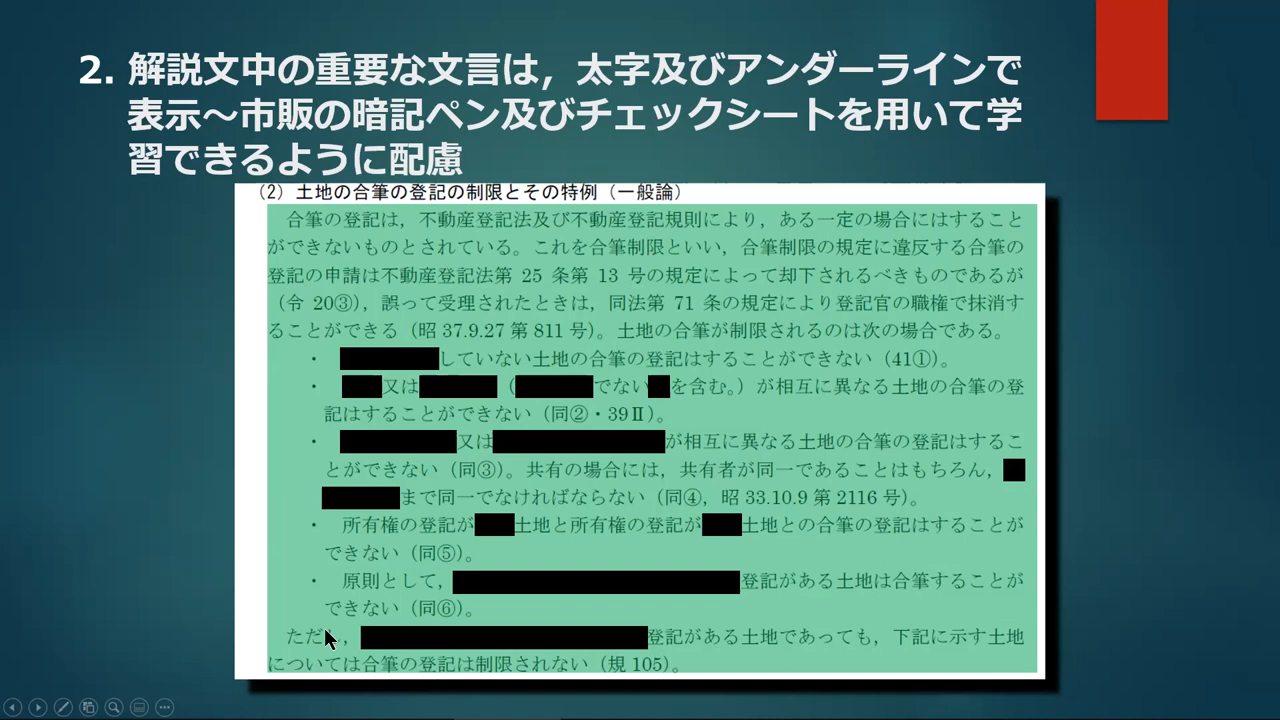 2. 解説文中の重要な文言は，太字及びアンダーラインで
表示～市販の暗記ペン及びチェックシートを用いて学
習できるように配慮
（2）土地の合筆の登記の制限とその特例（一般論）
合筆の登記は，不動産登記法及び不動産登記規則により，ある一定の場合にはすること
ができないものとされている。これを合筆制限といい，合筆制限の規定に違反する合筆の
登記の申請は不動産登記法第 25 条第 13 号の規定によって却下されるべきものであるが
（令 20③），誤って受理されたときは，同法第 71 条の規定により登記官の職権で抹消す
ることができる（昭 37.9.27 第 811 号）。土地の合筆が制限されるのは次の場合である。
・ していない土地の合筆の登記はすることができない（41①）。
・ 又は（でないを含む。）が相互に異なる土地の合筆の登
記はすることができない（同②・39Ⅱ）。
・ 又はが相互に異なる土地の合筆の登記はするこ
とができない（同③）。共有の場合には，共有者が同一であることはもちろん，
まで同一でなければならない（同④，昭 33.10.9 第 2116 号）。
・ 所有権の登記が土地と所有権の登記が土地との合筆の登記はすることが
できない（同⑤）。
・ 原則として，登記がある土地は合筆することが
できない（同⑥）。
ただし，登記がある土地であっても，下記に示す土地
については合筆の登記は制限されない（規 105）。